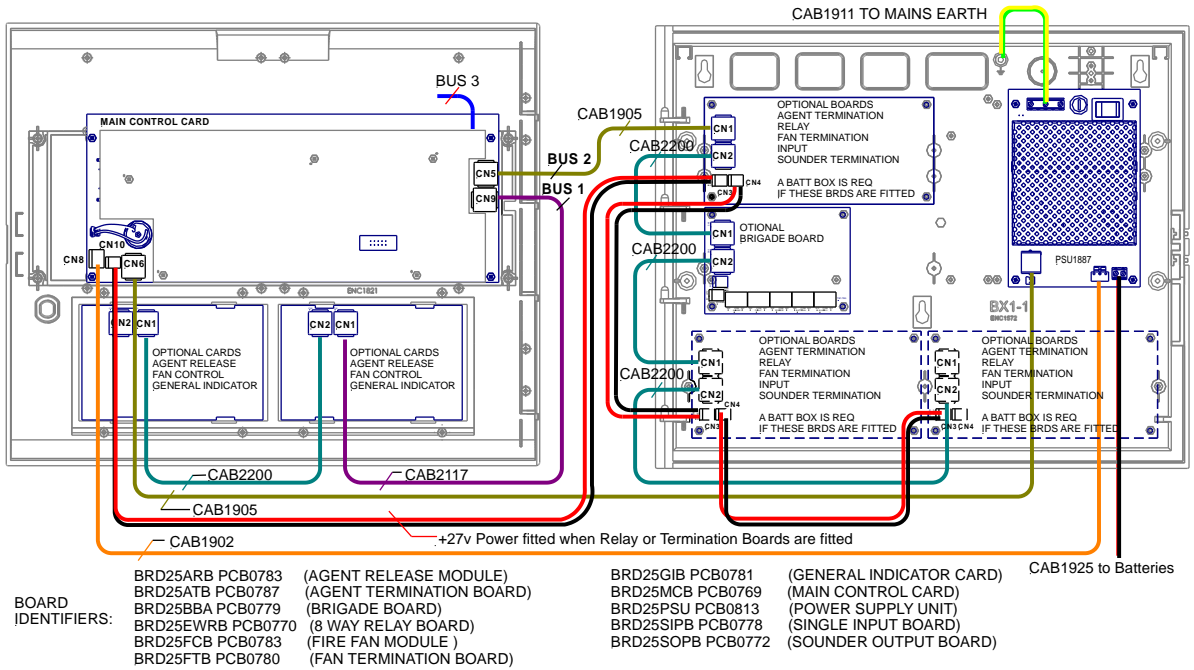 CAB1911 TO MAINS EARTH
BUS 3
MAIN CONTROL CARD
CAB1905
BUS 2
CN5
BUS 1
CN9
CN10
CN8
CN6
ENC1821
CN2
CN1
OPTIONAL CARDS
AGENT RELEASE
FAN CONTROL
GENERAL INDICATOR
CN2
CN1
OPTIONAL CARDS
AGENT RELEASE
FAN CONTROL
GENERAL INDICATOR
CAB2200
CAB2117
CAB1905
CAB1902
+27v Power fitted when Relay or Termination Boards are fitted
CN1
CAB2200
CN2
CN3
CN4
OPTIONAL BOARDS
AGENT TERMINATION
RELAY
FAN TERMINATION
INPUT
SOUNDER TERMINATION
A BATT BOX IS REQ
IF THESE BRDS ARE FITTED
CN1
OTIONAL
BRIGADE BOARD
CAB2200
CN2
PSU1887
BX1-1
ENC1872
OPTIONAL BOARDS
AGENT TERMINATION
RELAY
FAN TERMINATION
INPUT
SOUNDER TERMINATION
A BATT BOX IS REQ
IF THESE BRDS ARE FITTED
CN1
CAB2200
CN2
CN4
CN3
OPTIONAL BOARDS
AGENT TERMINATION
RELAY
FAN TERMINATION
INPUT
SOUNDER TERMINATION
A BATT BOX IS REQ
IF THESE BRDS ARE FITTED
CN1
CN2
CN3
CN4
CAB1925 to Batteries
BOARD
IDENTIFIERS:
BRD25ARB PCB0783 (AGENT RELEASE MODULE)
BRD25ATB PCB0787 (AGENT TERMINATION BOARD)
BRD25BBA PCB0779 (BRIGADE BOARD)
BRD25EWRB PCB0770 (8 WAY RELAY BOARD)
BRD25FCB PCB0783 (FIRE FAN MODULE )
BRD25FTB PCB0780 (FAN TERMINATION BOARD)
BRD25GIB PCB0781 (GENERAL INDICATOR CARD)
BRD25MCB PCB0769 (MAIN CONTROL CARD)
BRD25PSU PCB0813 (POWER SUPPLY UNIT)
BRD25SIPB PCB0778 (SINGLE INPUT BOARD)
BRD25SOPB PCB0772 (SOUNDER OUTPUT BOARD)